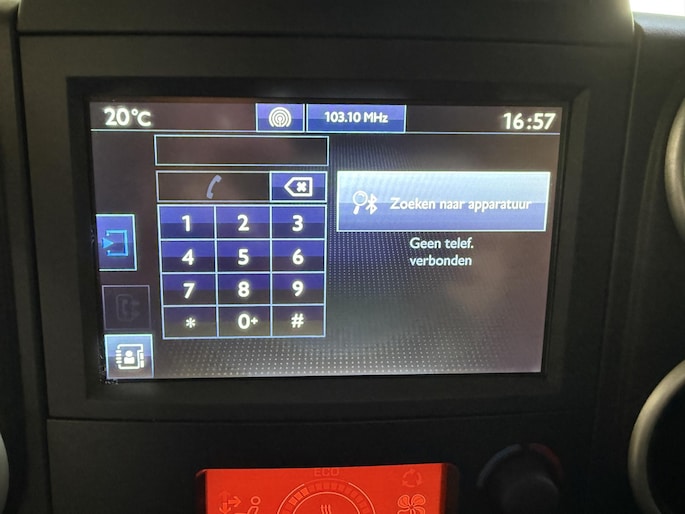 20°C
103.10 MHz
16:57
1 2 3
4 5 6
7 8 9
* 0+ #
Zoeken naar apparatuur
Geen telef.
verbonden
ECO